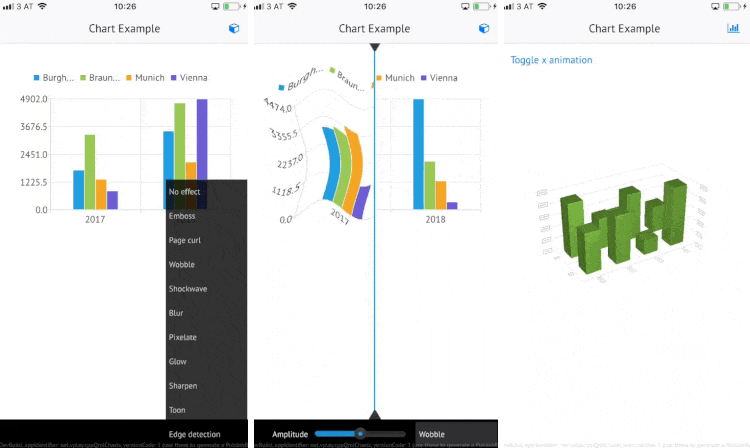 3 AT 10:26
Chart Example
Burgh... Braun... Munich Vienna
4902.0
3676.5
2451.0
1225.5
0.0
2017
No effect
Emboss
Page curl
Wobble
Shockwave
Blur
Pixelate
Glow
Sharpen
Toon
Edge detection
3 AT 10:26
Chart Example
Burgh... Braun... Munich Vienna
4474.0
3355.5
2237.0
1118.5
0.0
2017
2018
Amplitude
Wobble
3 AT 10:26
Chart Example
Toggle x animation